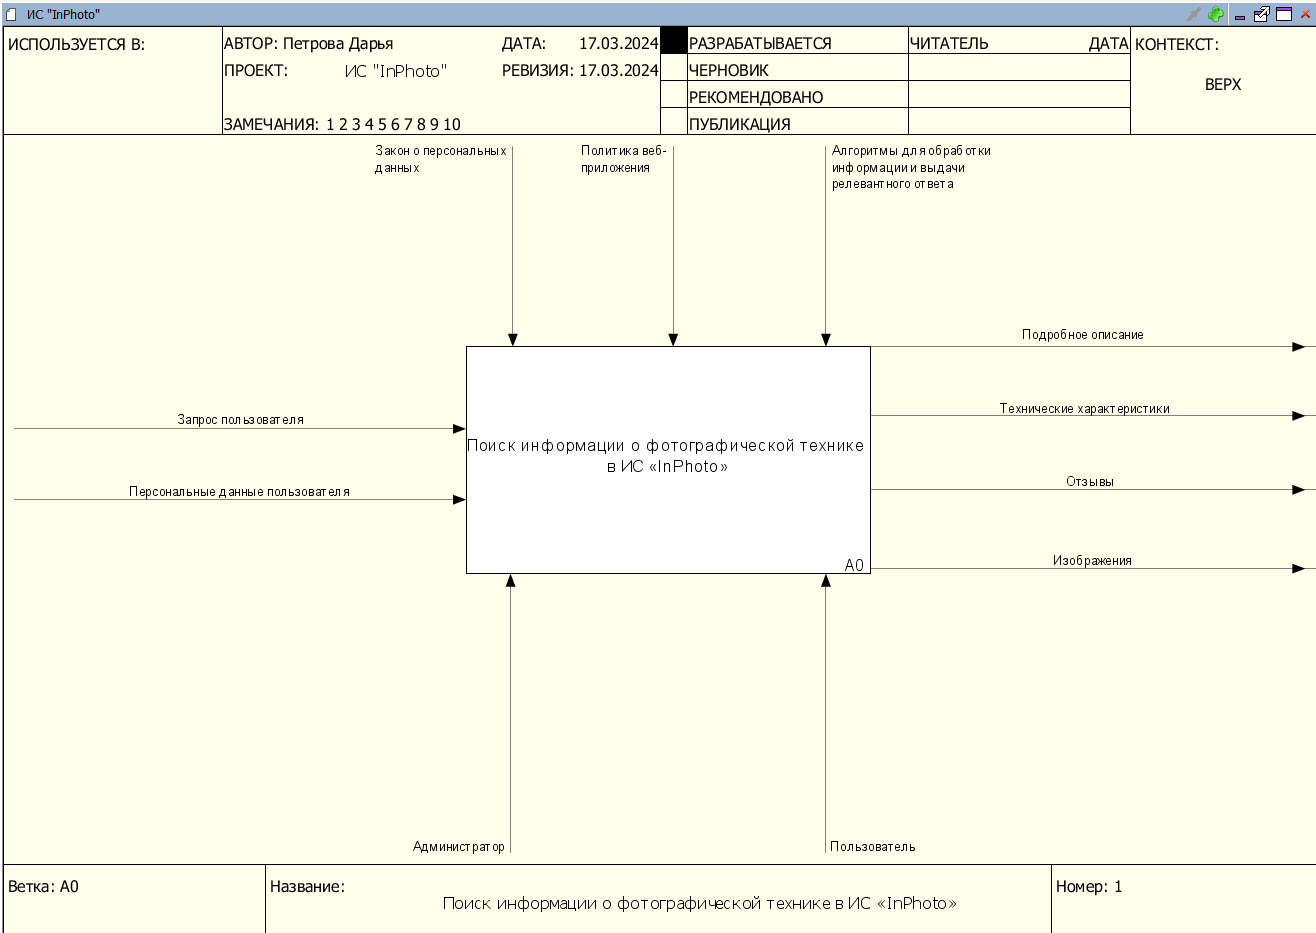 ИС "InPhoto"
ИСПОЛЬЗУЕТСЯ В:
АВТОР: Петрова Дарья
ДАТА: 17.03.2024
ПРОЕКТ: ИС "InPhoto"
РЕВИЗИЯ: 17.03.2024
ЗАМЕЧАНИЯ: 1 2 3 4 5 6 7 8 9 10
РАЗРАБАТЫВАЕТСЯ
ЧЕРНОВИК
РЕКОМЕНДОВАНО
ПУБЛИКАЦИЯ
ЧИТАТЕЛЬ ДАТА
КОНТЕКСТ:
ВЕРХ
Закон о персональных
данных
Политика веб-
приложения
Алгоритмы для обработки
информации и выдачи
релевантного ответа
Запрос пользователя
Персональные данные пользователя
Поиск информации о фотографической технике
в ИС «InPhoto»
A0
Подробное описание
Технические характеристики
Отзывы
Изображения
Администратор
Пользователь
Ветка: A0
Название:
Поиск информации о фотографической технике в ИС «InPhoto»
Номер: 1